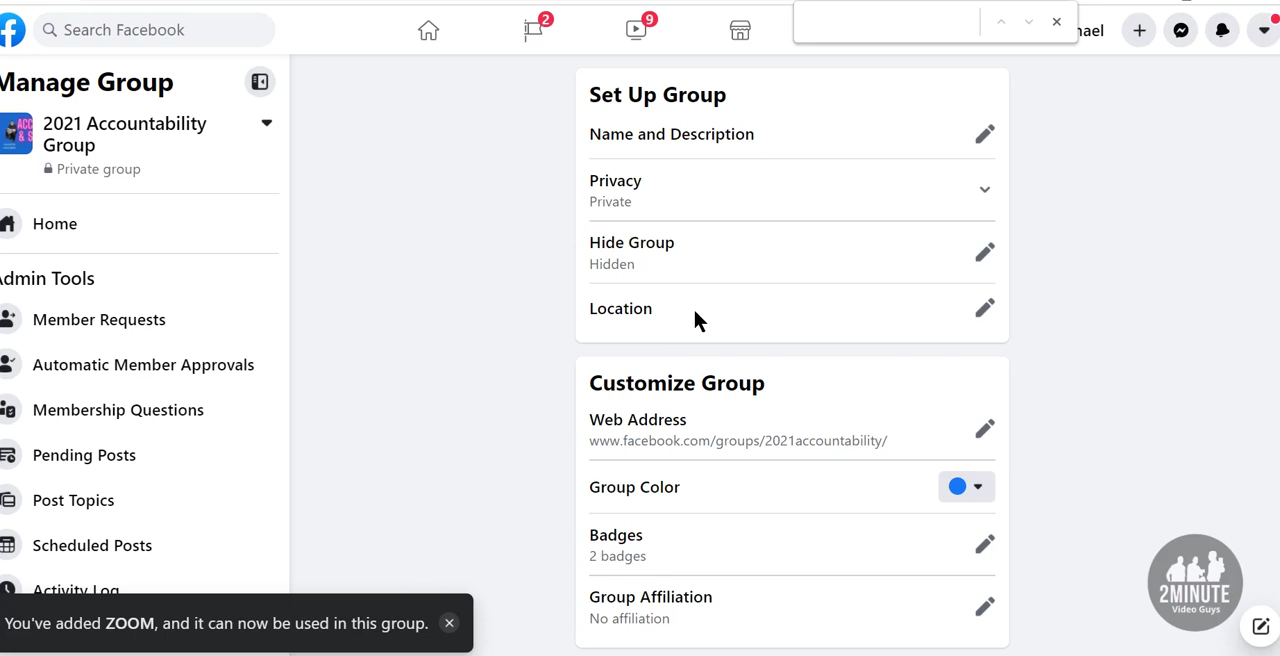 Search Facebook
2
9
hael
Manage Group
2021 Accountability
Group
Private group
Home
Admin Tools
Member Requests
Automatic Member Approvals
Membership Questions
Pending Posts
Post Topics
Scheduled Posts
Activity Log
You've added ZOOM, and it can now be used in this group.
Set Up Group
Name and Description
Privacy
Private
Hide Group
Hidden
Location
Customize Group
Web Address
www.facebook.com/groups/2021accountability/
Group Color
Badges
2 badges
Group Affiliation
No affiliation
2MINUTE
Video Guys